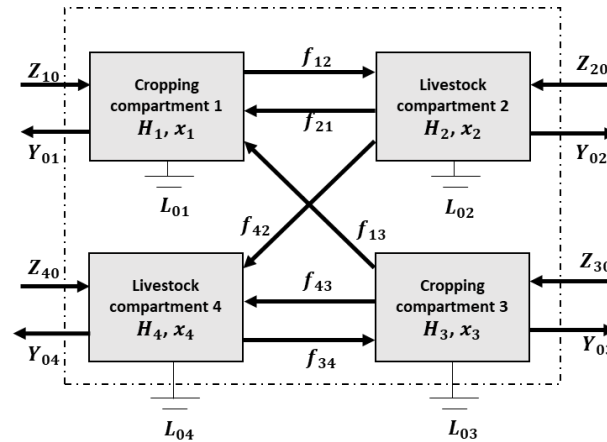 Z₁₀
Y₀₁
Cropping
compartment 1
H₁, x₁
L₀₁
f₁₂
f₂₁
Livestock
compartment 2
H₂, x₂
L₀₂
Z₂₀
Y₀₂
f₄₂
f₁₃
Z₄₀
Y₀₄
Livestock
compartment 4
H₄, x₄
L₀₄
f₄₃
f₃₄
Cropping
compartment 3
H₃, x₃
L₀₃
Z₃₀
Y₀₃